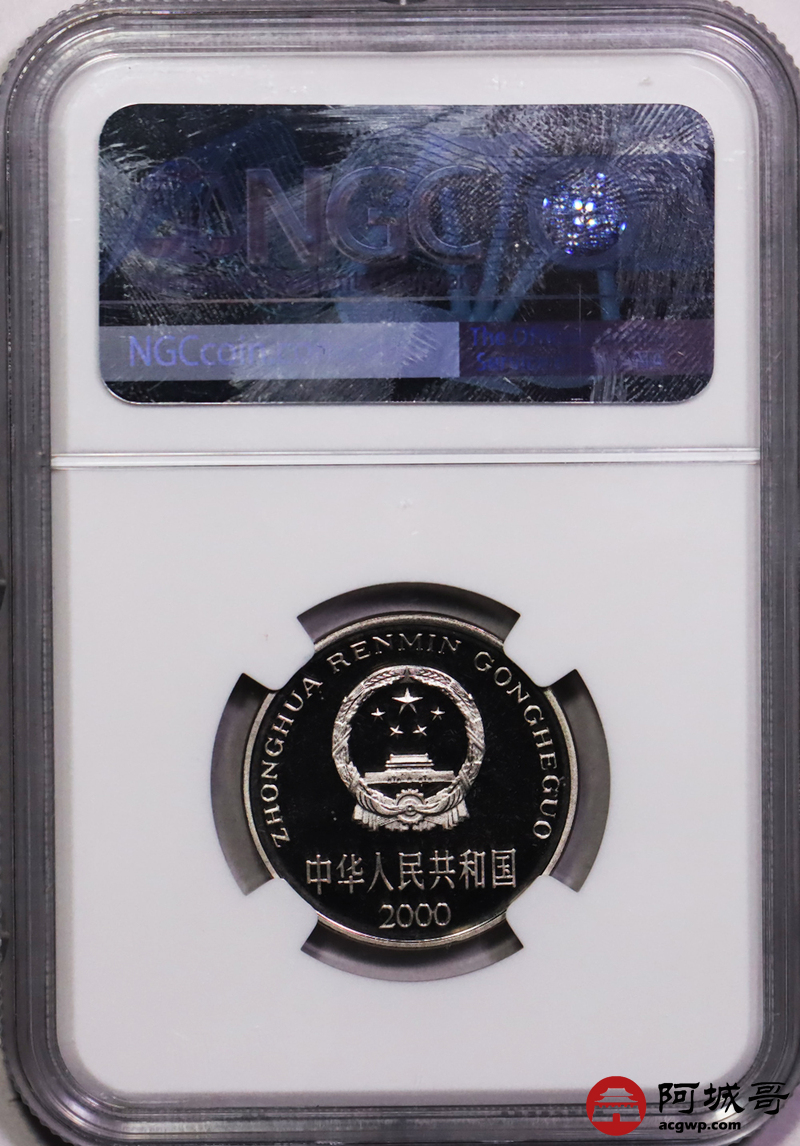 NGC
NGCcoin.com
ZHONGHUA RENMIN GONGHEGUO
中华人民共和国
2000
阿城哥
acgwp.com